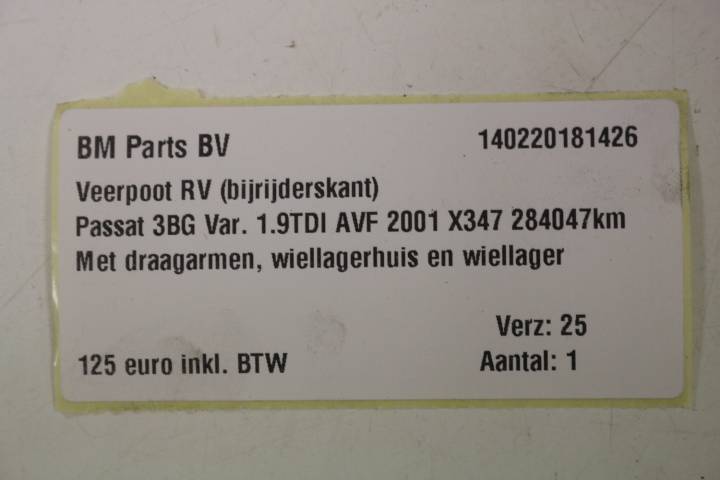 BM Parts BV 140220181426
Veerpoot RV (bijrijderskant)
Passat 3BG Var. 1.9TDI AVF 2001 X347 284047km
Met draagarmen, wiellagerhuis en wiellager
Verz: 25
125 euro inkl. BTW Aantal: 1